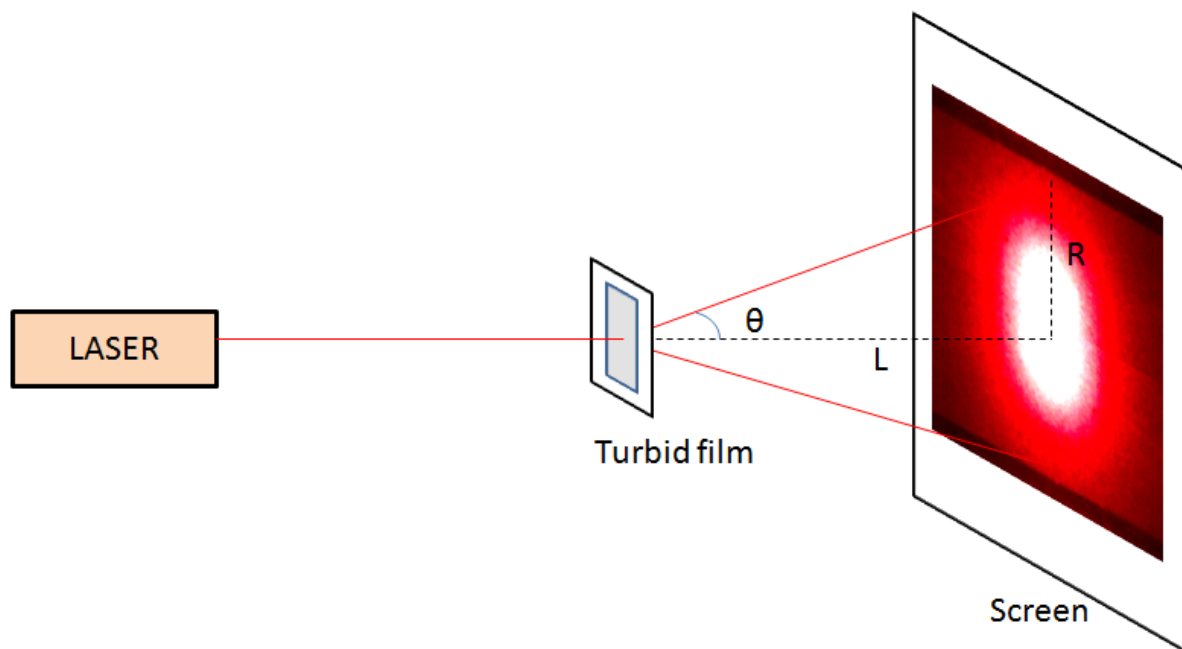 LASER
θ
L
R
Turbid film
Screen